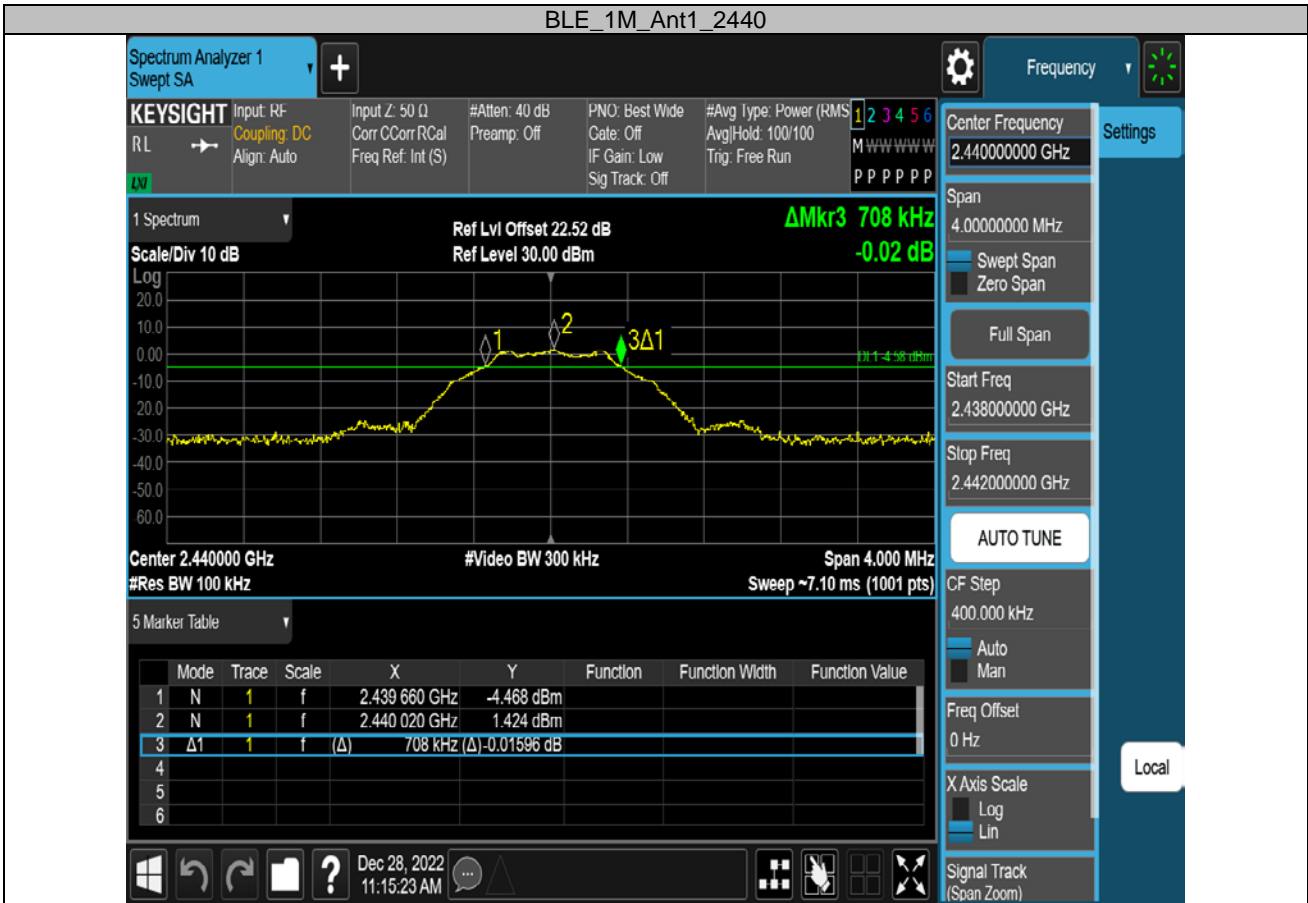 BLE_1M_Ant1_2440
Spectrum Analyzer 1
Swept SA
+
Frequency
KEYSIGHT
RL
LXI
Input: RF
Coupling: DC
Align: Auto
Input Z: 50 Ω
Corr CCorr RCal
Freq Ref: Int (S)
#Atten: 40 dB
Preamp: Off
PNO: Best Wide
Gate: Off
IF Gain: Low
Sig Track: Off
#Avg Type: Power (RMS
Avg|Hold: 100/100
Trig: Free Run
1 2 3 4 5 6
M W W W W W
P P P P P P
1 Spectrum
Scale/Div 10 dB
Ref Lvl Offset 22.52 dB
Ref Level 30.00 dBm
ΔMkr3 708 kHz
-0.02 dB
Log
20.0
10.0
0.00
-10.0
20.0
-30.0
-40.0
-50.0
60.0
1
2
3Δ1
DL1 -4.58 dBm
Center 2.440000 GHz
#Video BW 300 kHz
Span 4.000 MHz
#Res BW 100 kHz
Sweep ~7.10 ms (1001 pts)
5 Marker Table
Mode Trace Scale X Y Function Function Width Function Value
1 N 1 f 2.439 660 GHz -4.468 dBm
2 N 1 f 2.440 020 GHz 1.424 dBm
3 Δ1 1 f (Δ) 708 kHz (Δ)-0.01596 dB
4
5
6
Dec 28, 2022
11:15:23 AM
?
Center Frequency
2.440000000 GHz
Settings
Span
4.00000000 MHz
Swept Span
Zero Span
Full Span
Start Freq
2.438000000 GHz
Stop Freq
2.442000000 GHz
AUTO TUNE
CF Step
400.000 kHz
Auto
Man
Freq Offset
0 Hz
Local
X Axis Scale
Log
Lin
Signal Track
(Span Zoom)